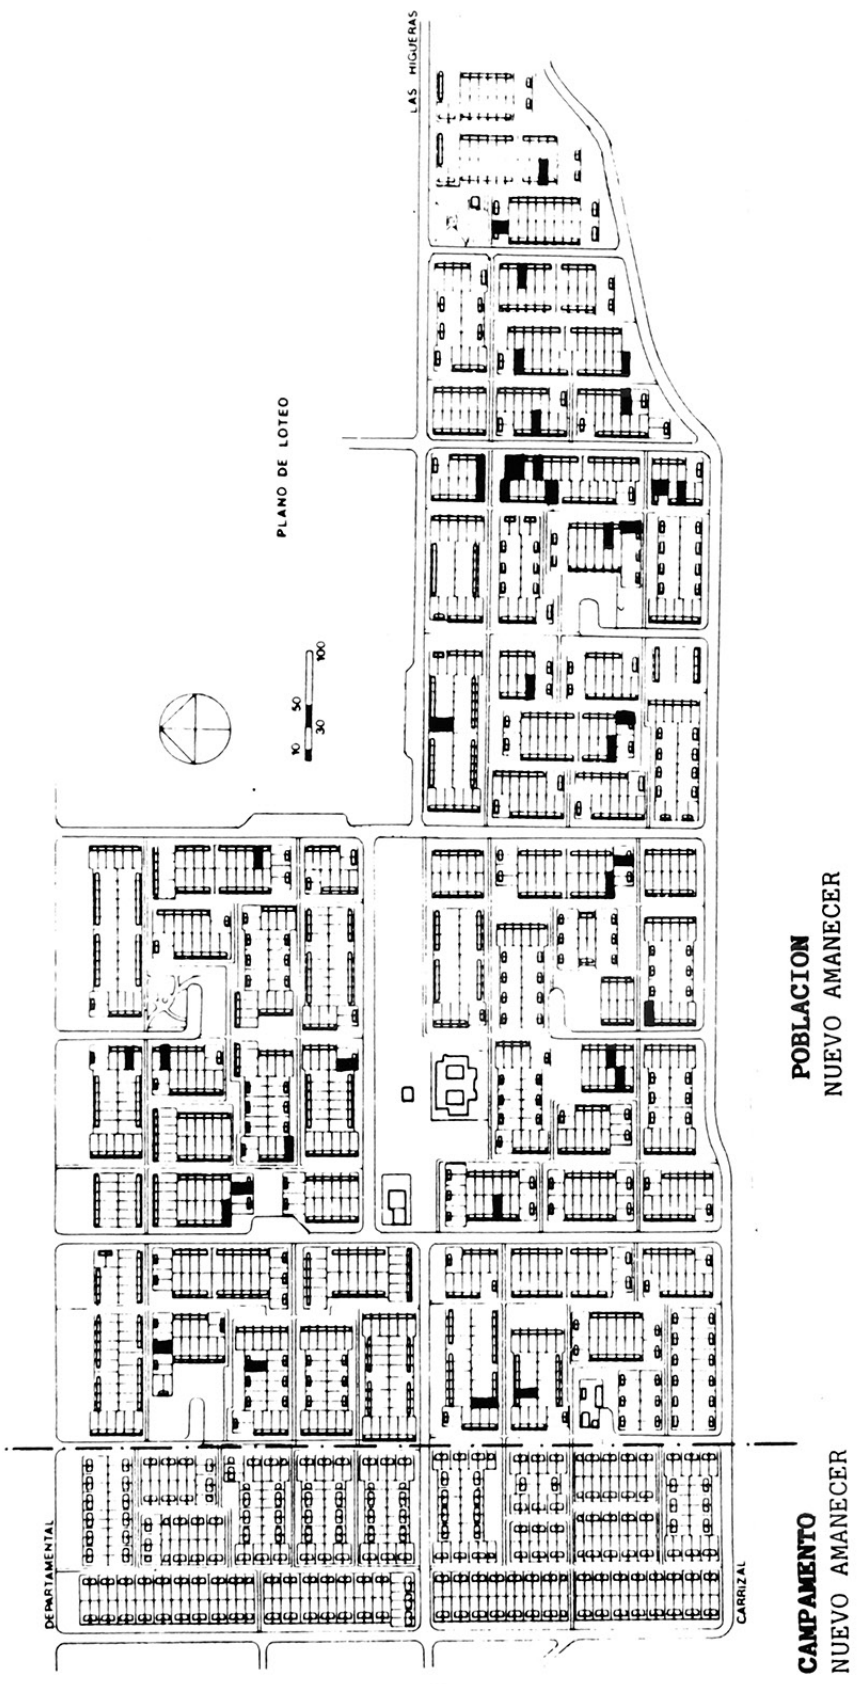 LAS HIGUERAS
PLANO DE LOTEO
10 50
30 100
POBLACION
NUEVO AMANECER
DEPARTAMENTAL
CARRIZAL
CAMPAMENTO
NUEVO AMANECER